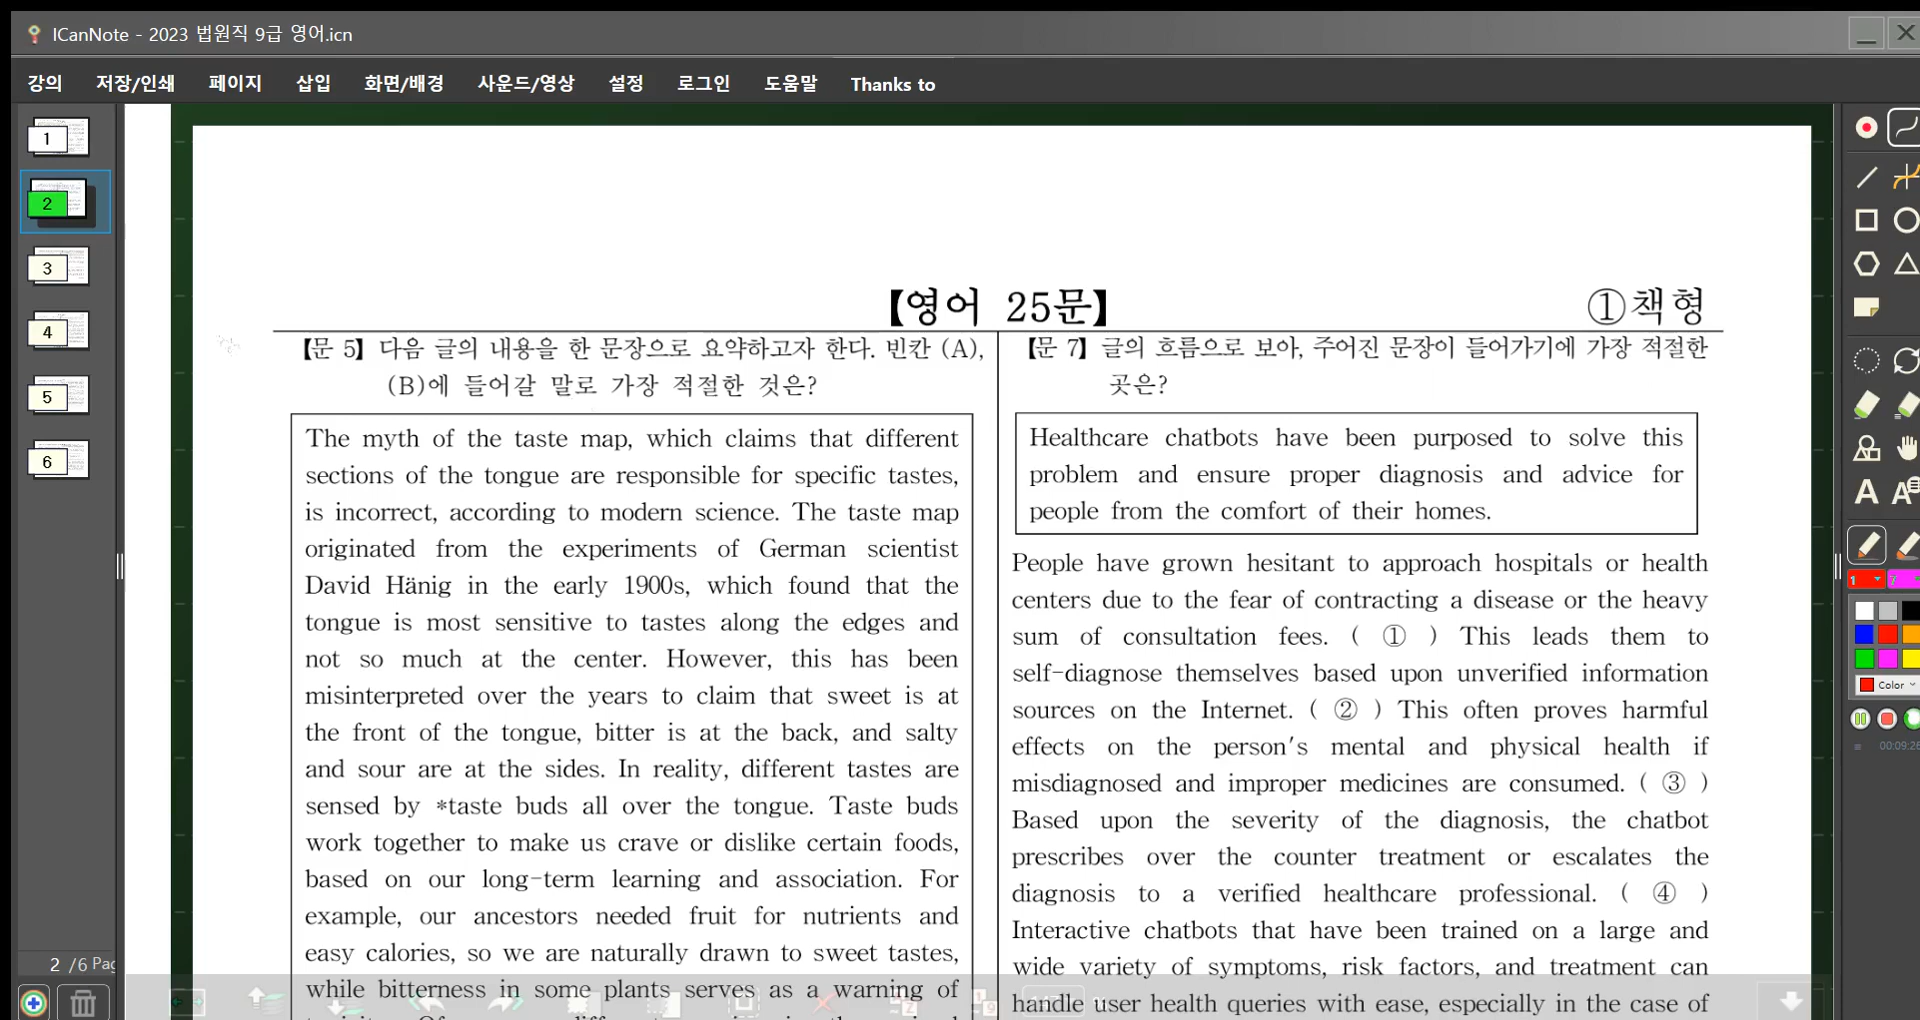 ICanNote - 2023 법원직 9급 영어.icn
강의 저장/인쇄 페이지 삽입 화면/배경 사운드/영상 설정 로그인 도움말 Thanks to
1
2
3
4
5
6
2 /6 Pag
【영어 25문】
①책형
【문 5】 다음 글의 내용을 한 문장으로 요약하고자 한다. 빈칸 (A),
(B)에 들어갈 말로 가장 적절한 것은?
The myth of the taste map, which claims that different
sections of the tongue are responsible for specific tastes,
is incorrect, according to modern science. The taste map
originated from the experiments of German scientist
David Hänig in the early 1900s, which found that the
tongue is most sensitive to tastes along the edges and
not so much at the center. However, this has been
misinterpreted over the years to claim that sweet is at
the front of the tongue, bitter is at the back, and salty
and sour are at the sides. In reality, different tastes are
sensed by *taste buds all over the tongue. Taste buds
work together to make us crave or dislike certain foods,
based on our long-term learning and association. For
example, our ancestors needed fruit for nutrients and
easy calories, so we are naturally drawn to sweet tastes,
while bitterness in some plants serves as a warning of
【문 7】 글의 흐름으로 보아, 주어진 문장이 들어가기에 가장 적절한
곳은?
Healthcare chatbots have been purposed to solve this
problem and ensure proper diagnosis and advice for
people from the comfort of their homes.
People have grown hesitant to approach hospitals or health
centers due to the fear of contracting a disease or the heavy
sum of consultation fees. ( ① ) This leads them to
self-diagnose themselves based upon unverified information
sources on the Internet. ( ② ) This often proves harmful
effects on the person's mental and physical health if
misdiagnosed and improper medicines are consumed. ( ③ )
Based upon the severity of the diagnosis, the chatbot
prescribes over the counter treatment or escalates the
diagnosis to a verified healthcare professional. ( ④ )
Interactive chatbots that have been trained on a large and
wide variety of symptoms, risk factors, and treatment can
handle user health queries with ease, especially in the case of
A A
1 7
Color
00:09:28